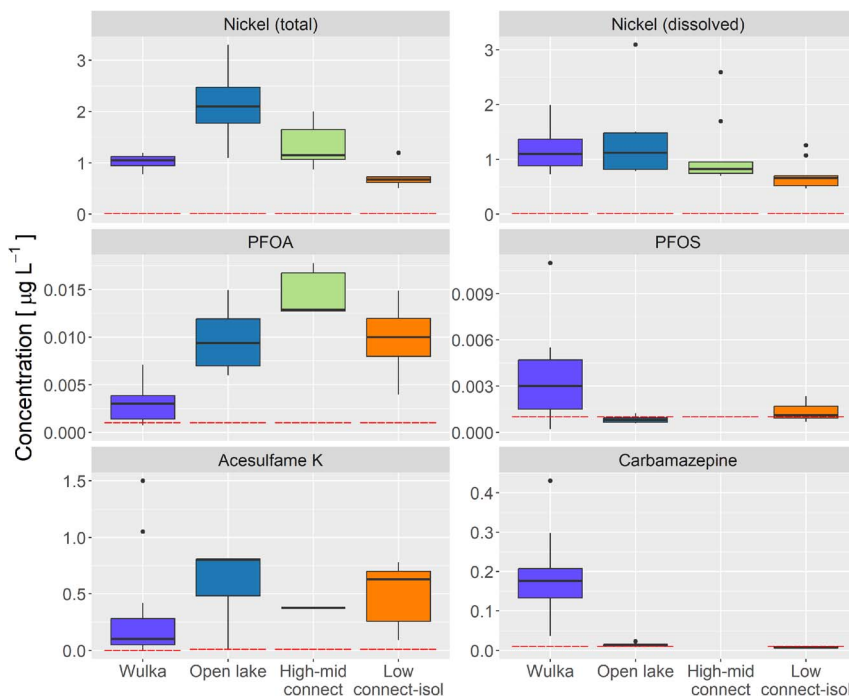 Nickel (total)
Nickel (dissolved)
3
2
1
0
3
2
1
0
PFOA
PFOS
0.015
0.010
0.005
0.000
0.009
0.006
0.003
0.000
Acesulfame K
Carbamazepine
1.5
1.0
0.5
0.0
0.4
0.3
0.2
0.1
0.0
Concentration [ µg L⁻¹ ]
Wulka
Open lake
High-mid
connect
Low
connect-isol
Wulka
Open lake
High-mid
connect
Low
connect-isol